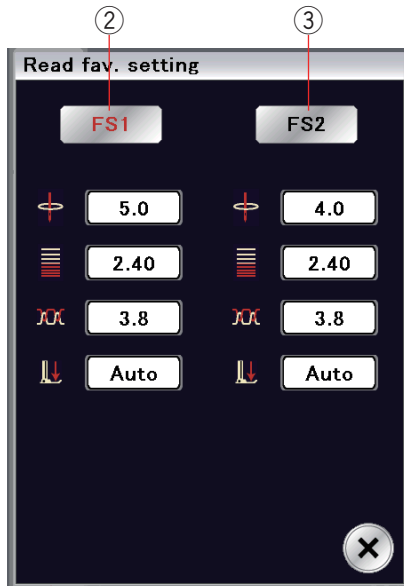 ② ③
Read fav. setting
FS1 FS2
5.0 4.0
2.40 2.40
3.8 3.8
Auto Auto